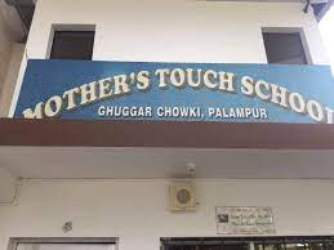 MOTHER'S TOUCH SCHOOL
GHUGGAR CHOWKI, PALAMPUR